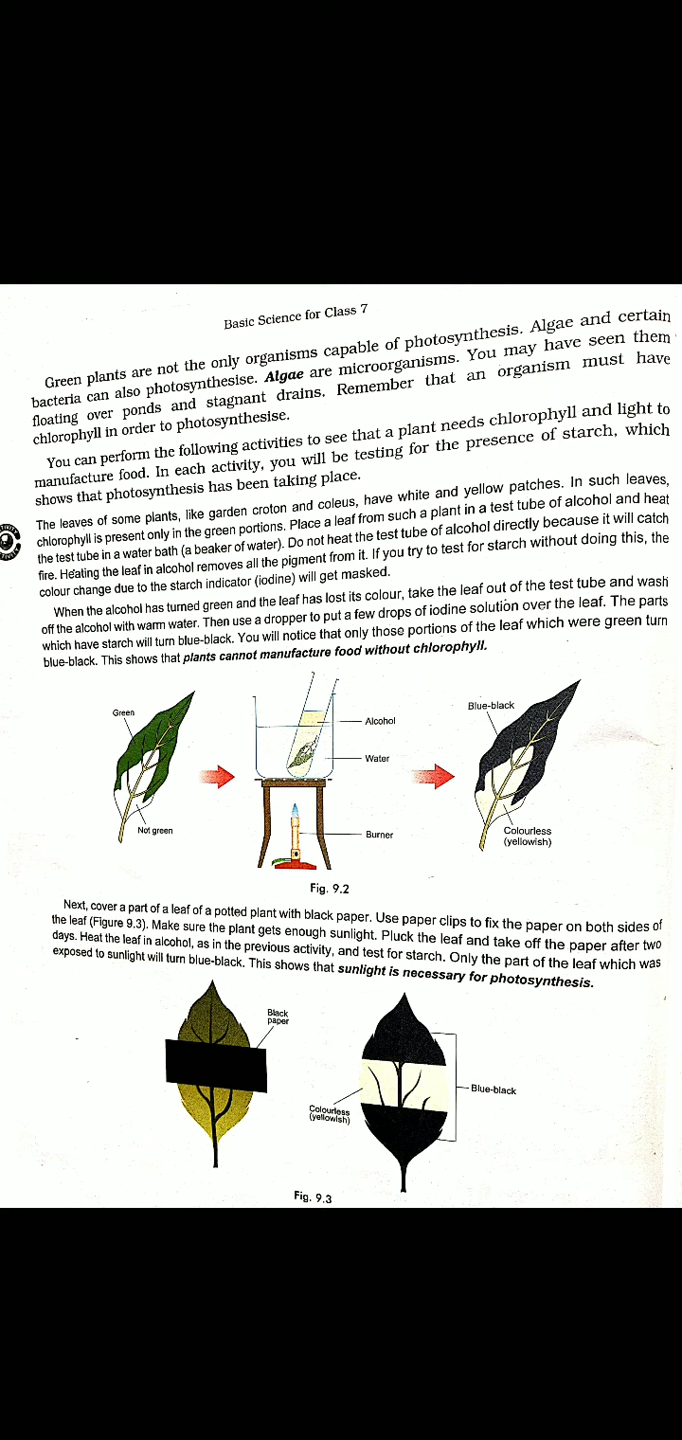 Basic Science for Class 7
Green plants are not the only organisms capable of photosynthesis. Algae and certain
bacteria can also photosynthesise. Algae are microorganisms. You may have seen them
floating over ponds and stagnant drains. Remember that an organism must have
chlorophyll in order to photosynthesise.
You can perform the following activities to see that a plant needs chlorophyll and light to
manufacture food. In each activity, you will be testing for the presence of starch, which
shows that photosynthesis has been taking place.
The leaves of some plants, like garden croton and coleus, have white and yellow patches. In such leaves,
chlorophyll is present only in the green portions. Place a leaf from such a plant in a test tube of alcohol and heat
the test tube in a water bath (a beaker of water). Do not heat the test tube of alcohol directly because it will catch
fire. Heating the leaf in alcohol removes all the pigment from it. If you try to test for starch without doing this, the
colour change due to the starch indicator (iodine) will get masked.
When the alcohol has turned green and the leaf has lost its colour, take the leaf out of the test tube and wash
off the alcohol with warm water. Then use a dropper to put a few drops of iodine solution over the leaf. The parts
which have starch will turn blue-black. You will notice that only those portions of the leaf which were green turn
blue-black. This shows that plants cannot manufacture food without chlorophyll.
Green
Not green
Alcohol
Water
Burner
Blue-black
Colourless
(yellowish)
Fig. 9.2
Next, cover a part of a leaf of a potted plant with black paper. Use paper clips to fix the paper on both sides of
the leaf (Figure 9.3). Make sure the plant gets enough sunlight. Pluck the leaf and take off the paper after two
days. Heat the leaf in alcohol, as in the previous activity, and test for starch. Only the part of the leaf which was
exposed to sunlight will turn blue-black. This shows that sunlight is necessary for photosynthesis.
Black
paper
Colourless
(yellowish)
Blue-black
Fig. 9.3